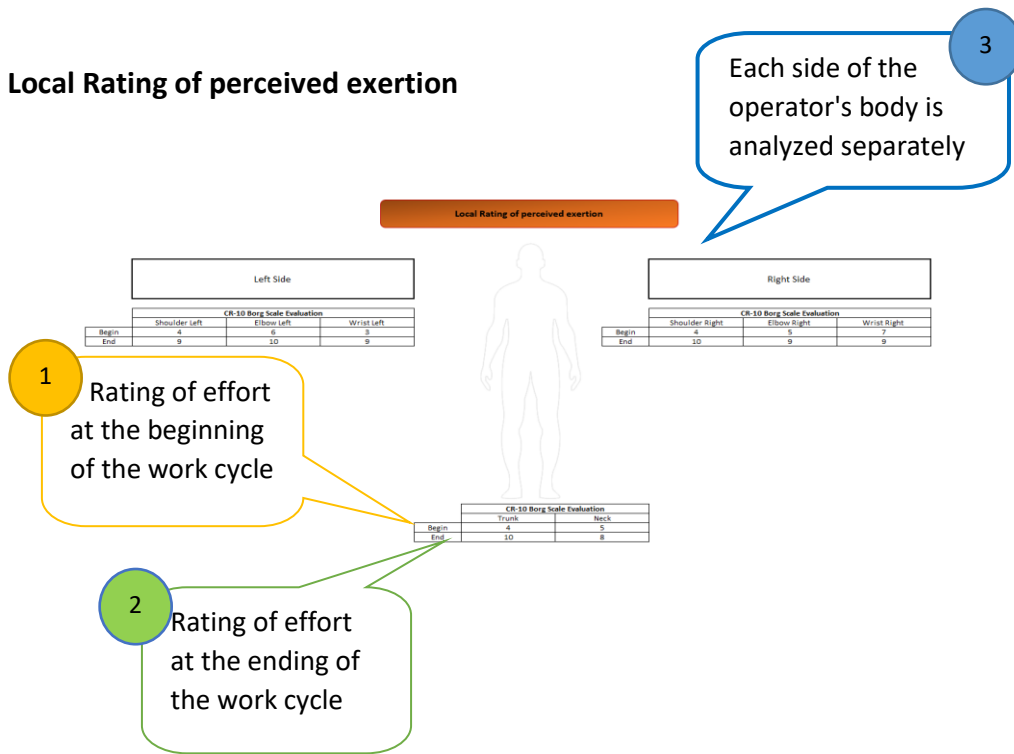 Local Rating of perceived exertion
3
Each side of the
operator's body is
analyzed separately
Local Rating of perceived exertion
Left Side
CR-10 Borg Scale Evaluation
Shoulder Left Elbow Left Wrist Left
Begin 4 6 3
End 9 10 9
Right Side
CR-10 Borg Scale Evaluation
Shoulder Right Elbow Right Wrist Right
Begin 4 5 7
End 10 9 9
1
Rating of effort
at the beginning
of the work cycle
CR-10 Borg Scale Evaluation
Trunk Neck
Begin 4 5
End 10 8
2
Rating of effort
at the ending of
the work cycle